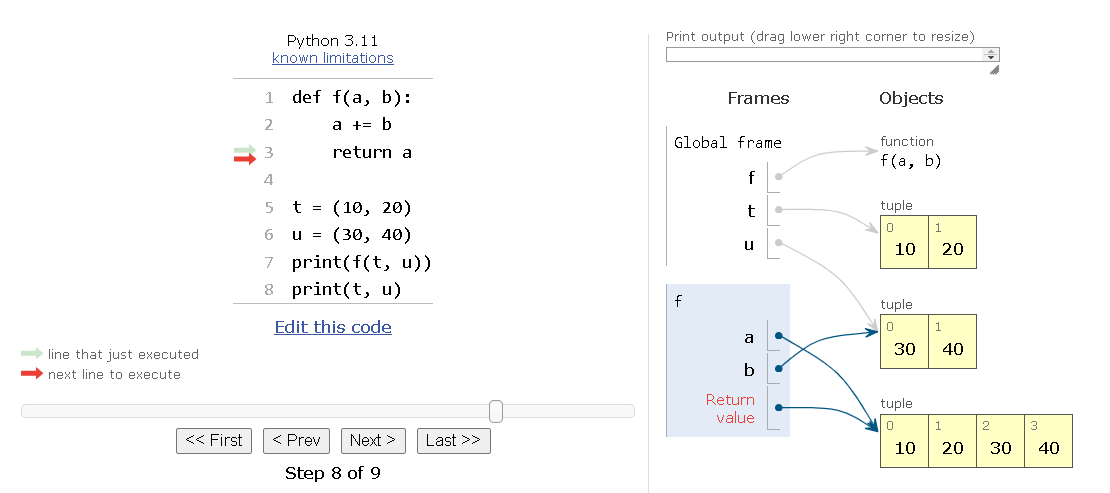 Python 3.11
known limitations
1 def f(a, b):
2     a += b
3     return a
4
5 t = (10, 20)
6 u = (30, 40)
7 print(f(t, u))
8 print(t, u)
Edit this code
line that just executed
next line to execute
<< First < Prev Next > Last >>
Step 8 of 9
Print output (drag lower right corner to resize)
Frames Objects
Global frame
f
t
u
f
a
b
Return
value
function
f(a, b)
tuple
0 1
10 20
tuple
0 1
30 40
tuple
0 1 2 3
10 20 30 40